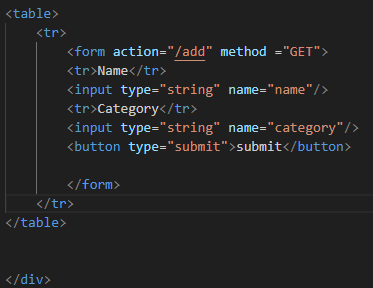 <table>
<tr>
<form action="/add" method ="GET">
<tr>Name</tr>
<input type="string" name="name"/>
<tr>Category</tr>
<input type="string" name="category"/>
<button type="submit">submit</button>
</form>
</tr>
</table>
</div>